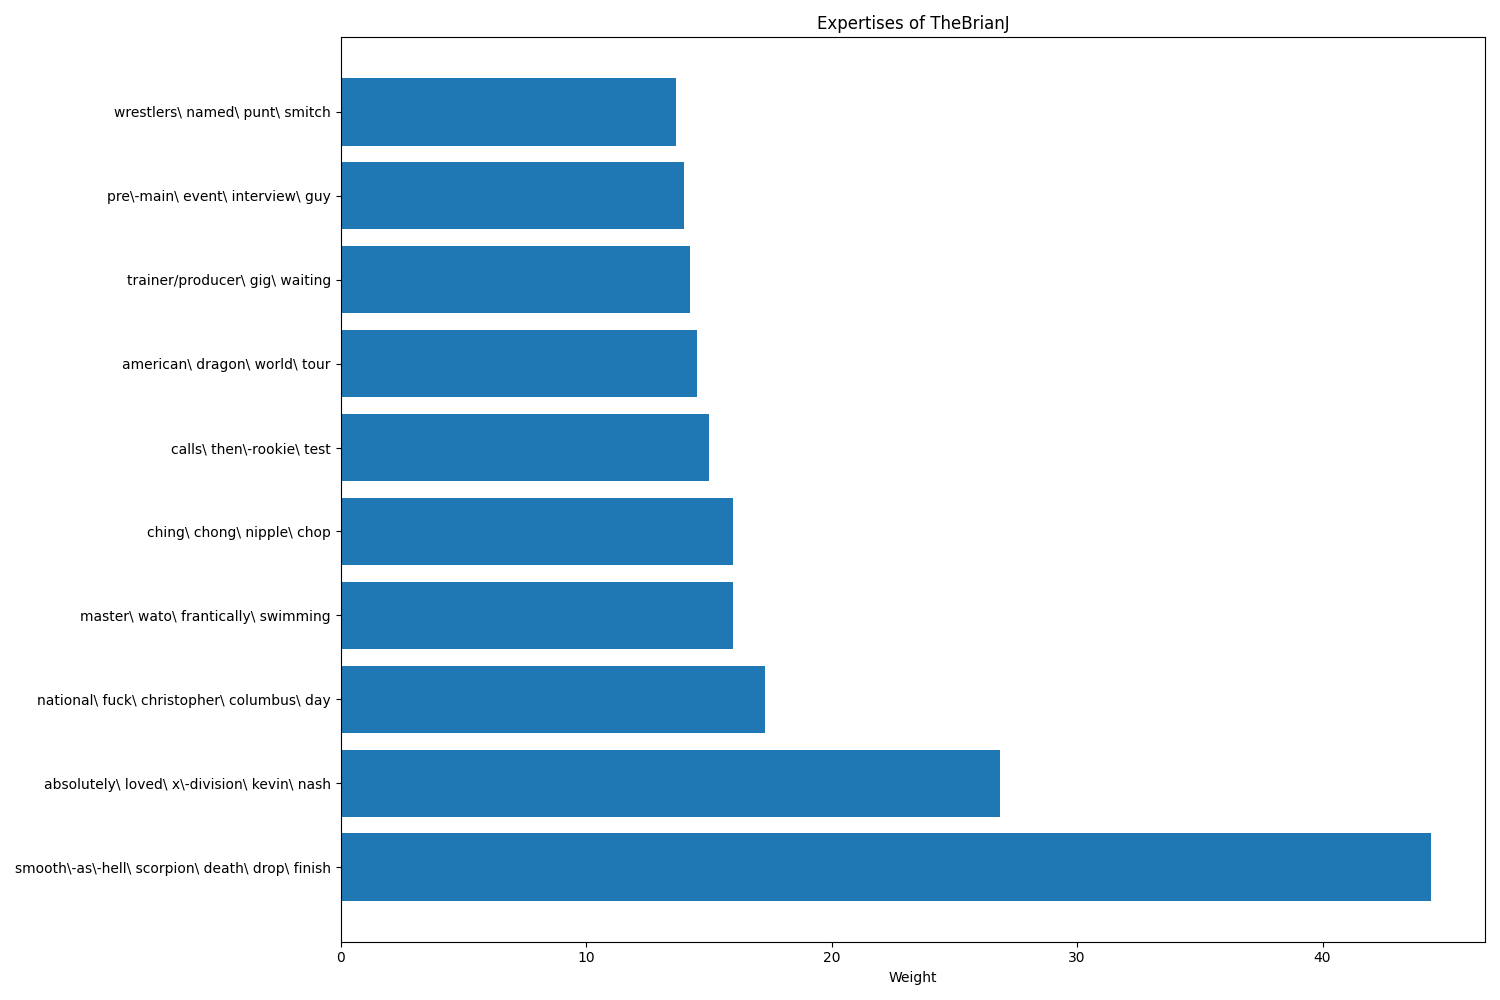 Expertises of TheBrianJ
wrestlers\ named\ punt\ smitch
pre\-main\ event\ interview\ guy
trainer/producer\ gig\ waiting
american\ dragon\ world\ tour
calls\ then\-rookie\ test
ching\ chong\ nipple\ chop
master\ wato\ frantically\ swimming
national\ fuck\ christopher\ columbus\ day
absolutely\ loved\ x\-division\ kevin\ nash
smooth\-as\-hell\ scorpion\ death\ drop\ finish
0 10 20 30 40
Weight